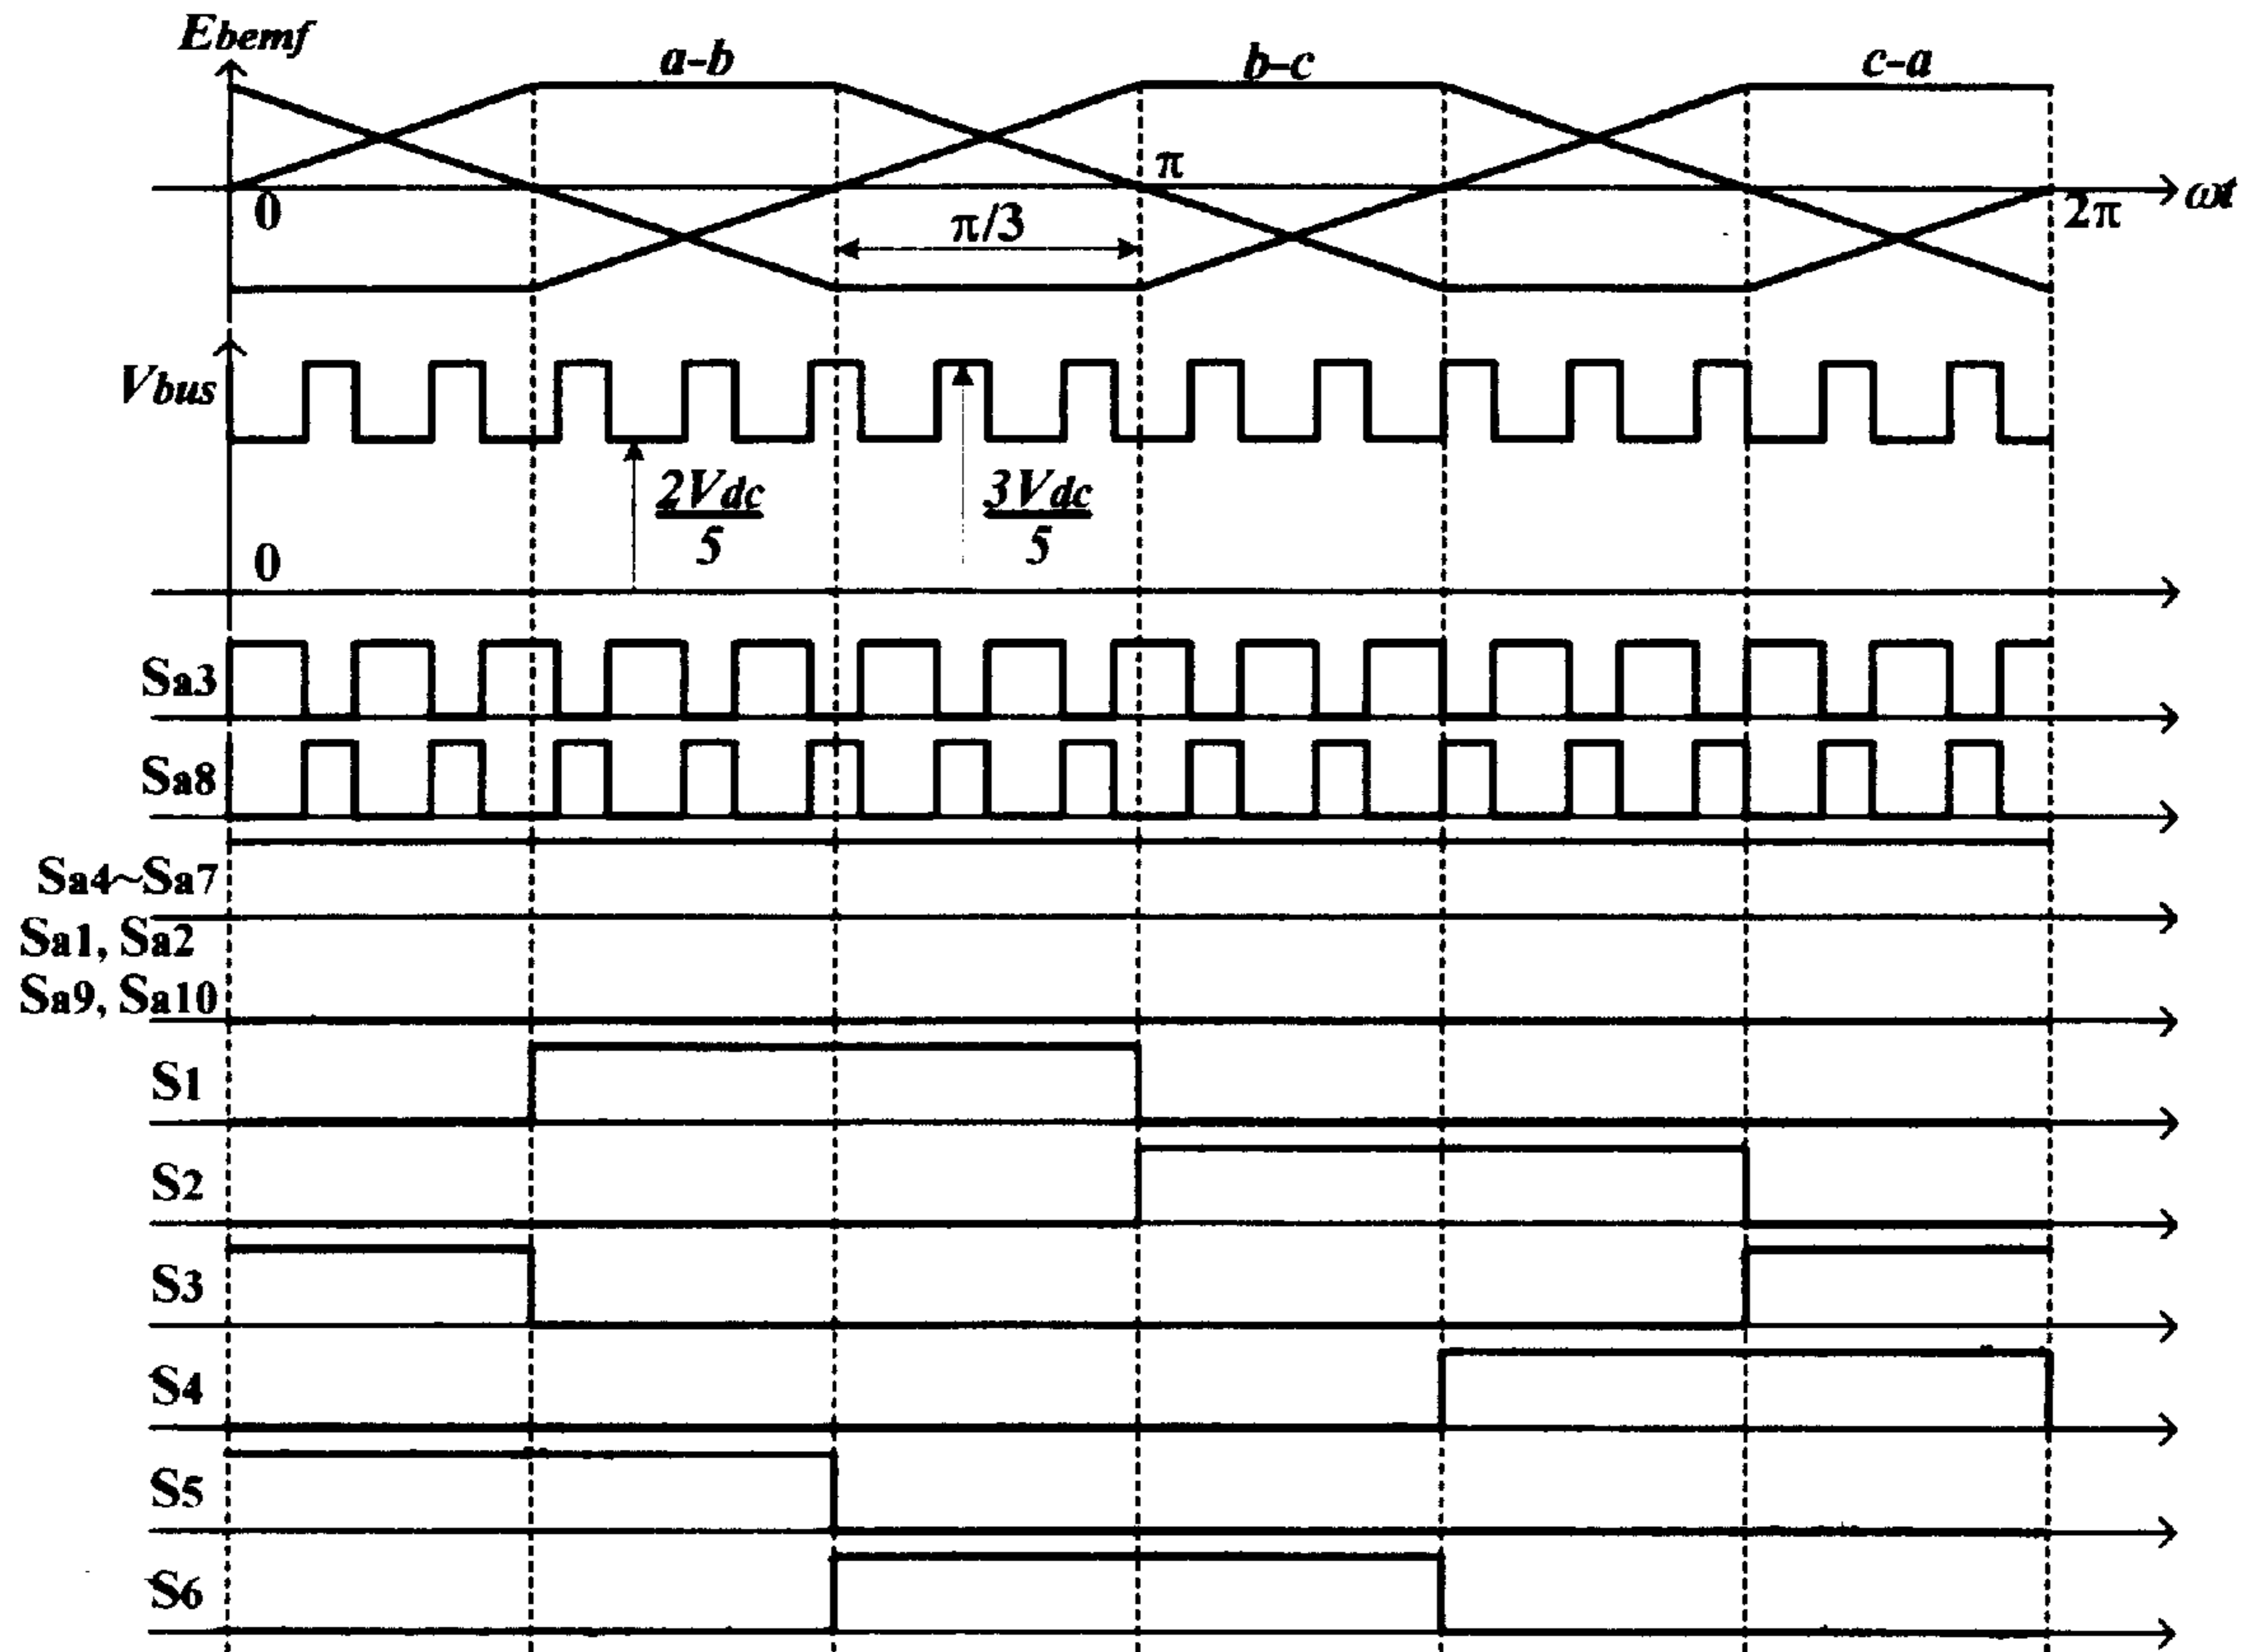 Ebemf
a-b
b-c
c-a
π
0
π/3
2π
ωt
Vbus
2Vdc
5
3Vdc
5
0
Sa3
Sa8
Sa4~Sa7
Sa1, Sa2
Sa9, Sa10
S1
S2
S3
S4
S5
S6